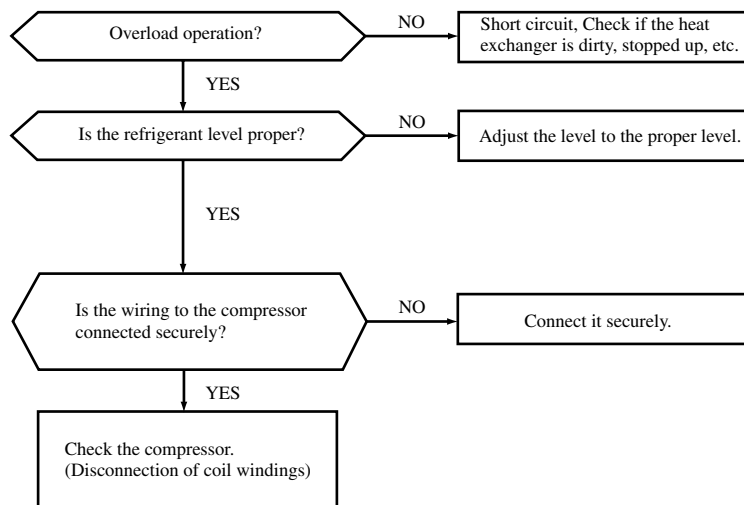 Overload operation?
NO
Short circuit, Check if the heat
exchanger is dirty, stopped up, etc.
YES
Is the refrigerant level proper?
NO
Adjust the level to the proper level.
YES
Is the wiring to the compressor
connected securely?
NO
Connect it securely.
YES
Check the compressor.
(Disconnection of coil windings)